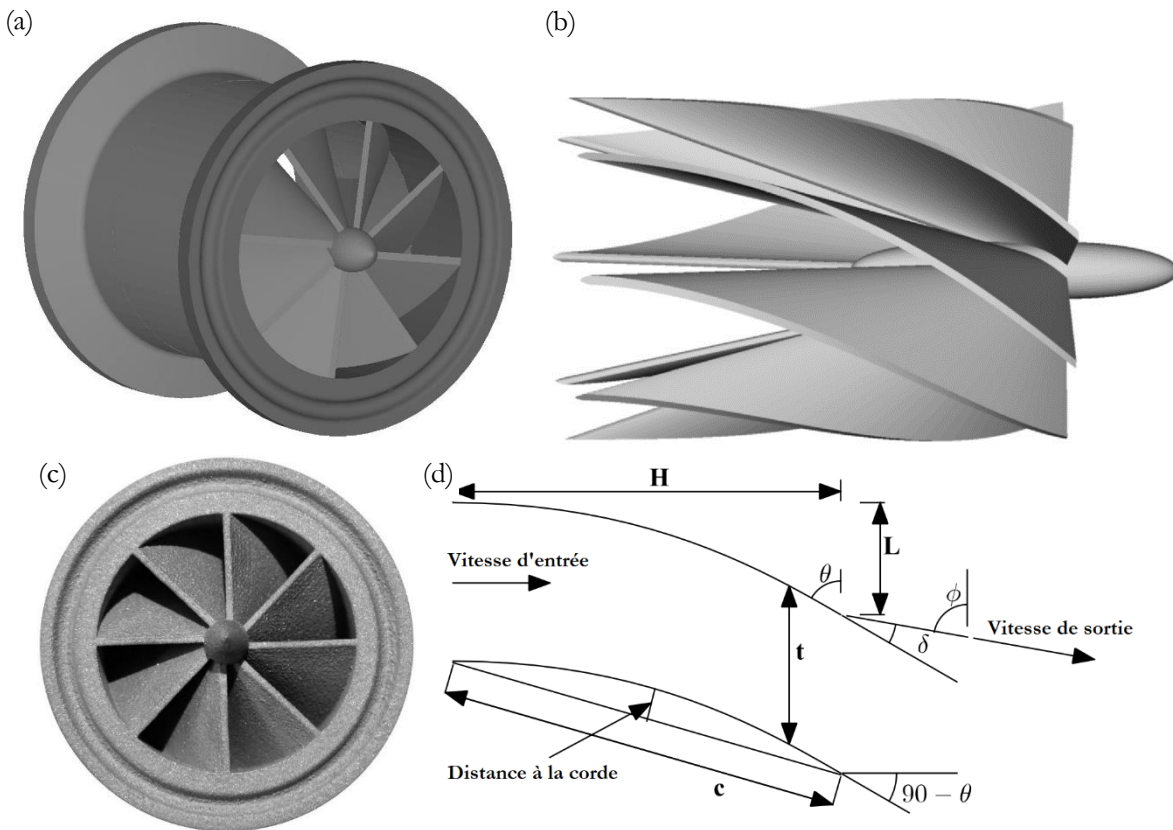 (a)
(b)
(c)
(d)
H
Vitesse d'entrée
L
θ
ϕ
δ
Vitesse de sortie
t
Distance à la corde
c
90 − θ